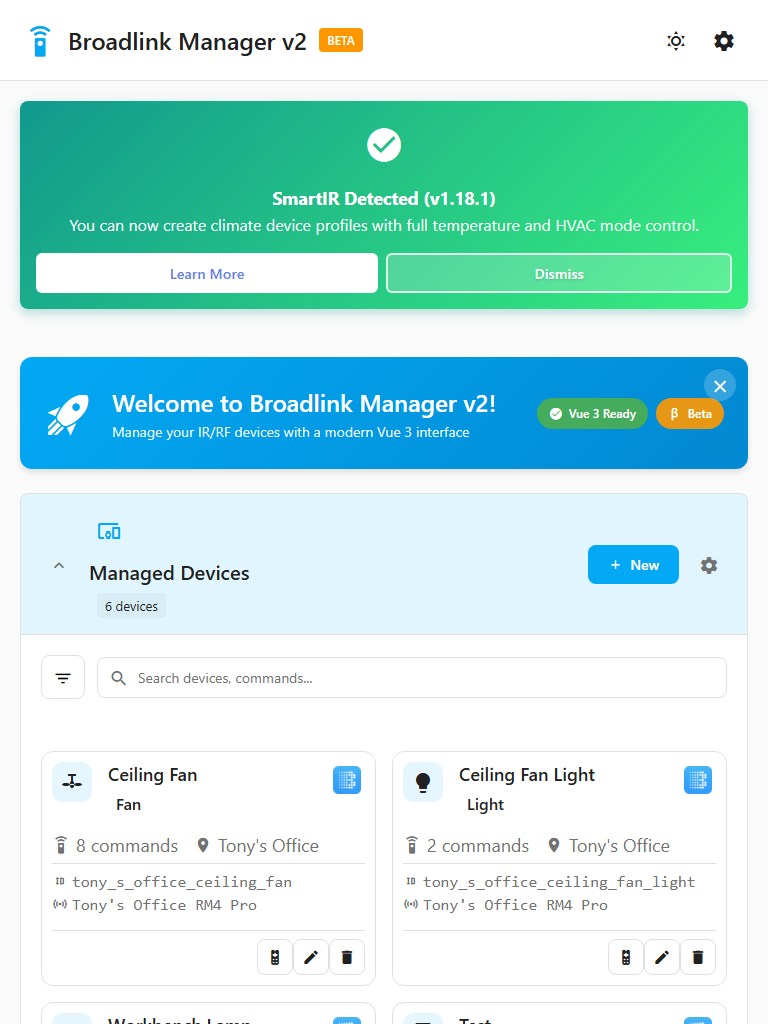 Broadlink Manager v2 BETA
SmartIR Detected (v1.18.1)
You can now create climate device profiles with full temperature and HVAC mode control.
Learn More Dismiss
Welcome to Broadlink Manager v2!
Manage your IR/RF devices with a modern Vue 3 interface
Vue 3 Ready β Beta
Managed Devices
6 devices
+ New
Search devices, commands...
Ceiling Fan
Fan
8 commands Tony's Office
ID tony_s_office_ceiling_fan
Tony's Office RM4 Pro
Ceiling Fan Light
Light
2 commands Tony's Office
ID tony_s_office_ceiling_fan_light
Tony's Office RM4 Pro
Workbench Lamp
Test